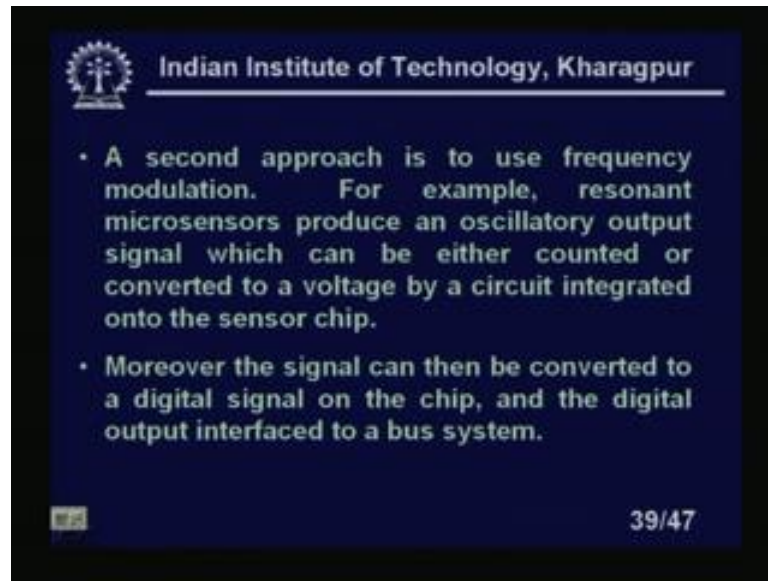 Indian Institute of Technology, Kharagpur
• A second approach is to use frequency
modulation. For example, resonant
microsensors produce an oscillatory output
signal which can be either counted or
converted to a voltage by a circuit integrated
onto the sensor chip.
• Moreover the signal can then be converted to
a digital signal on the chip, and the digital
output interfaced to a bus system.
39/47